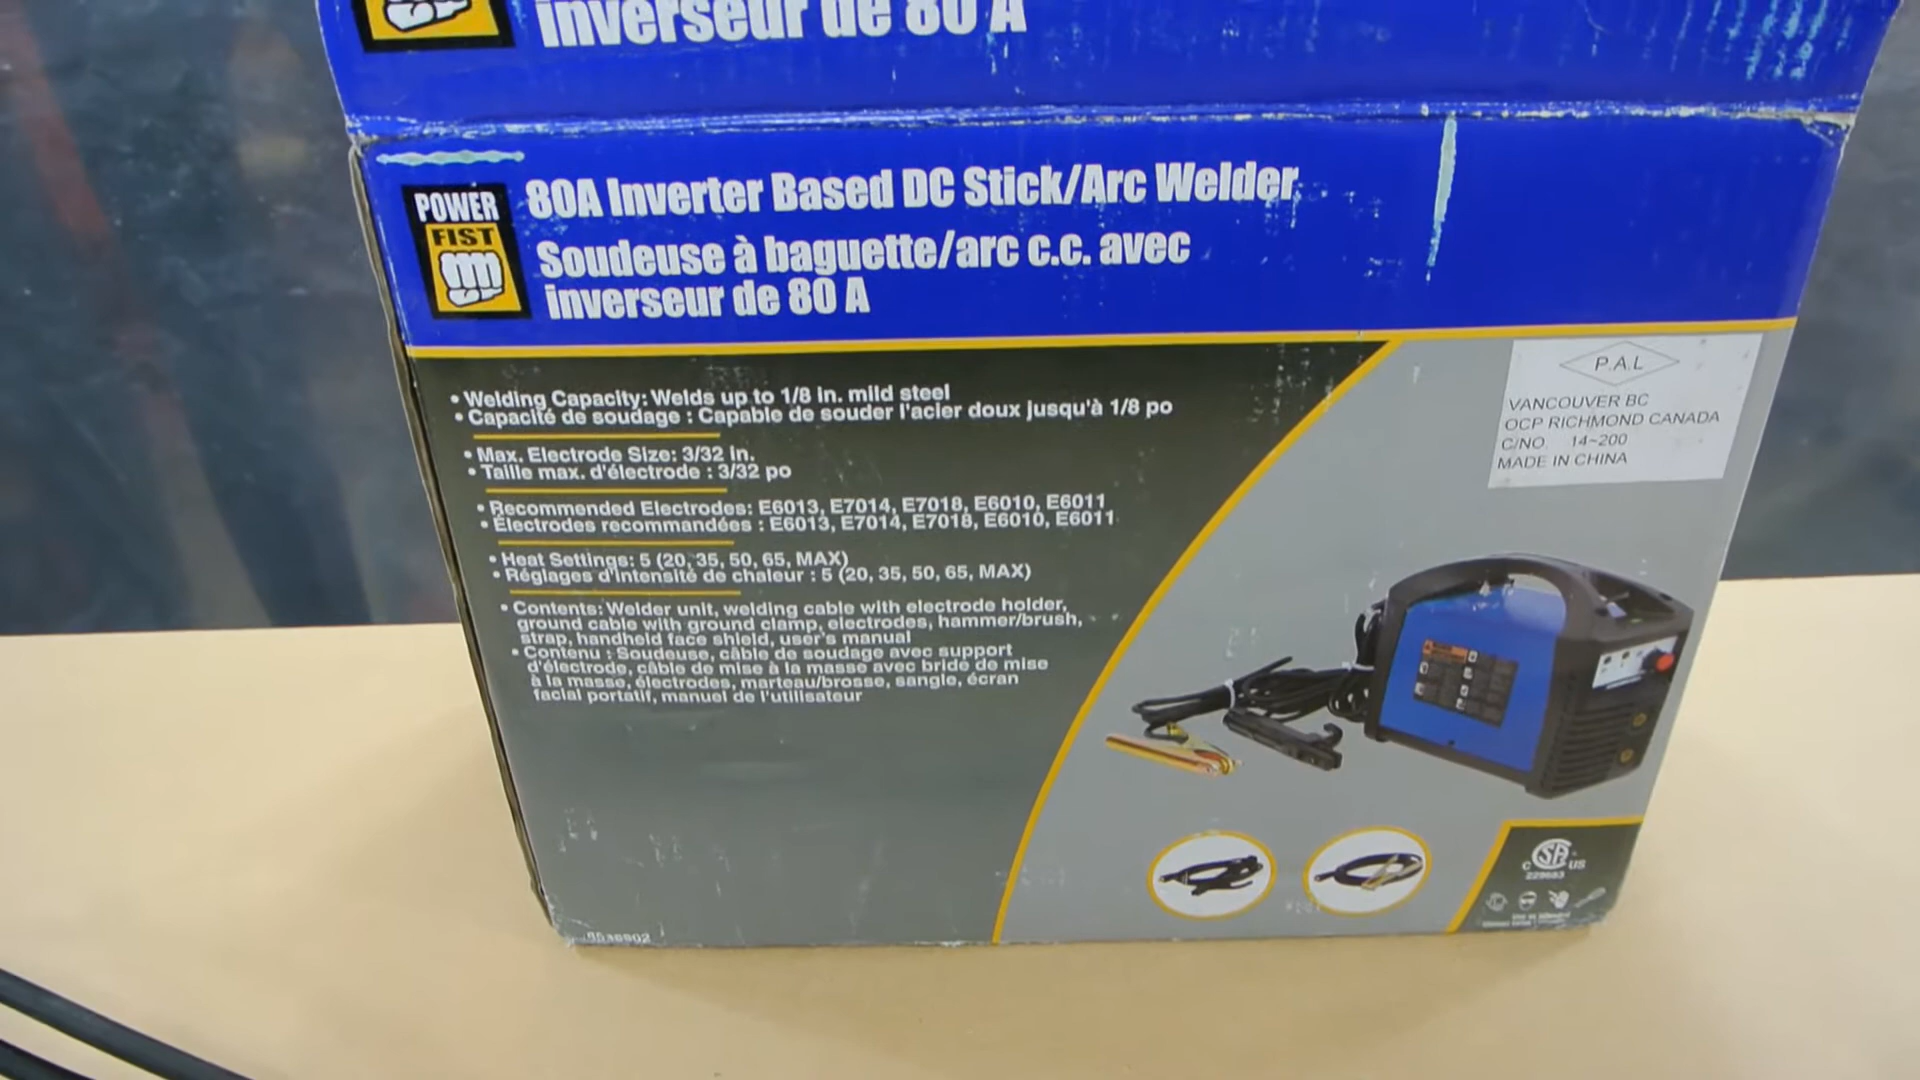 inverseur de 80 A
POWER
FIST
80A Inverter Based DC Stick/Arc Welder
Soudeuse à baguette/arc c.c. avec
inverseur de 80 A
• Welding Capacity: Welds up to 1/8 in. mild steel
• Capacité de soudage : Capable de souder l'acier doux jusqu'à 1/8 po
• Max. Electrode Size: 3/32 in.
• Taille max. d'électrode : 3/32 po
• Recommended Electrodes: E6013, E7014, E7018, E6010, E6011
• Électrodes recommandées : E6013, E7014, E7018, E6010, E6011
• Heat Settings: 5 (20, 35, 50, 65, MAX)
• Réglages d'intensité de chaleur : 5 (20, 35, 50, 65, MAX)
• Contents: Welder unit, welding cable with electrode holder,
ground cable with ground clamp, electrodes, hammer/brush,
strap, handheld face shield, user's manual
• Contenu : Soudeuse, câble de soudage avec support
d'électrode, câble de mise à la masse avec bride de mise
à la masse, électrodes, marteau/brosse, sangle, écran
facial portatif, manuel de l'utilisateur
P.A.L
VANCOUVER BC
OCP RICHMOND CANADA
C/NO. 14~200
MADE IN CHINA
C SA US